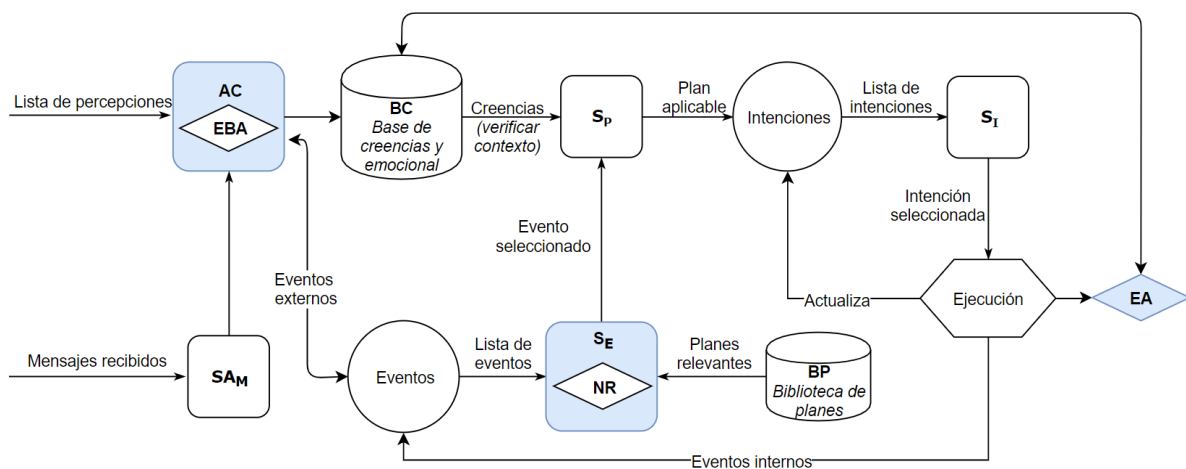 Lista de percepciones
AC
EBA
BC
Base de
creencias y
emocional
Creencias
(verificar
contexto)
Sp
Plan
aplicable
Intenciones
Lista de
intenciones
SI
Intención
seleccionada
Evento
seleccionado
Eventos
externos
Actualiza
Ejecución
EA
Mensajes recibidos
SAM
Eventos
Lista de
eventos
SE
NR
Planes
relevantes
BP
Biblioteca de
planes
Eventos internos